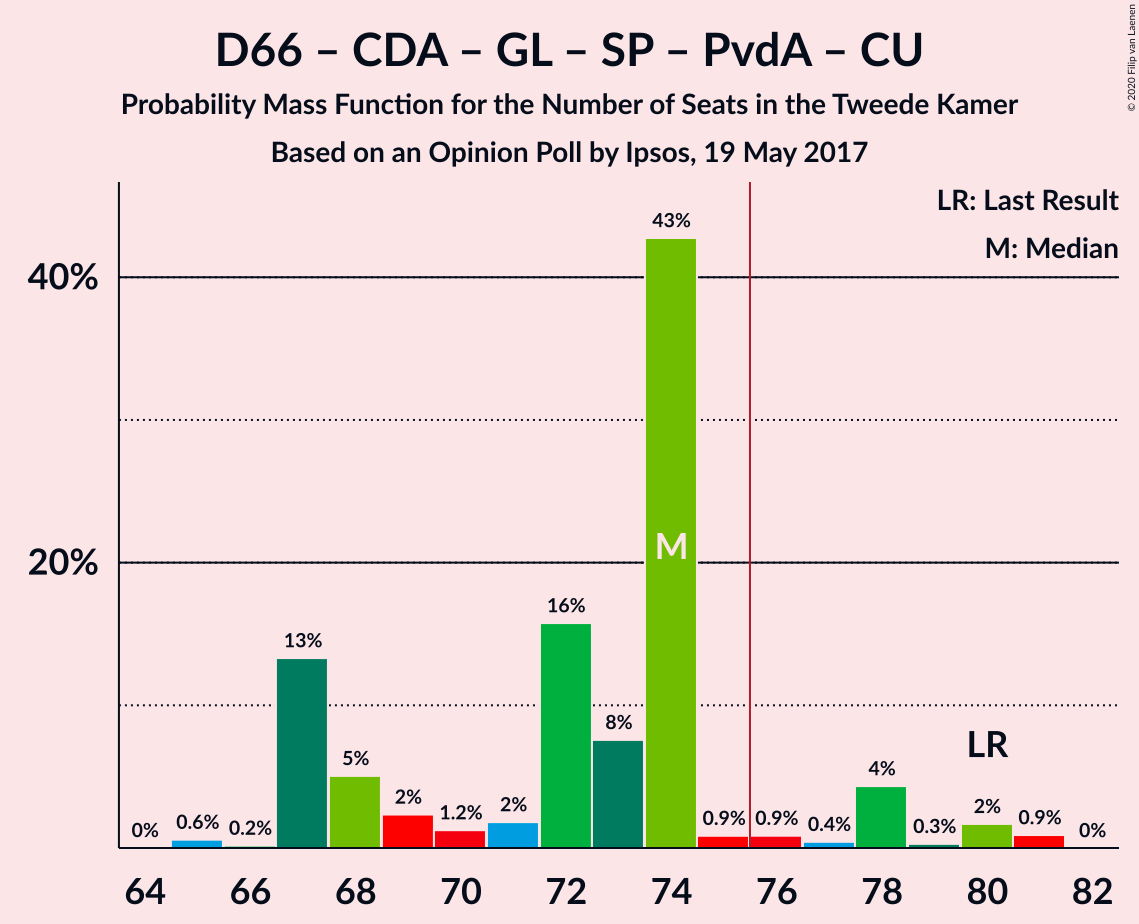 D66 – CDA – GL – SP – PvdA – CU
Probability Mass Function for the Number of Seats in the Tweede Kamer
Based on an Opinion Poll by Ipsos, 19 May 2017
© 2020 Filip van Laenen
LR: Last Result
M: Median
40%
20%
0%
0.6%
0.2%
13%
5%
2%
1.2%
2%
16%
8%
43%
M
0.9%
0.9%
0.4%
4%
0.3%
LR
2%
0.9%
0%
64 66 68 70 72 74 76 78 80 82